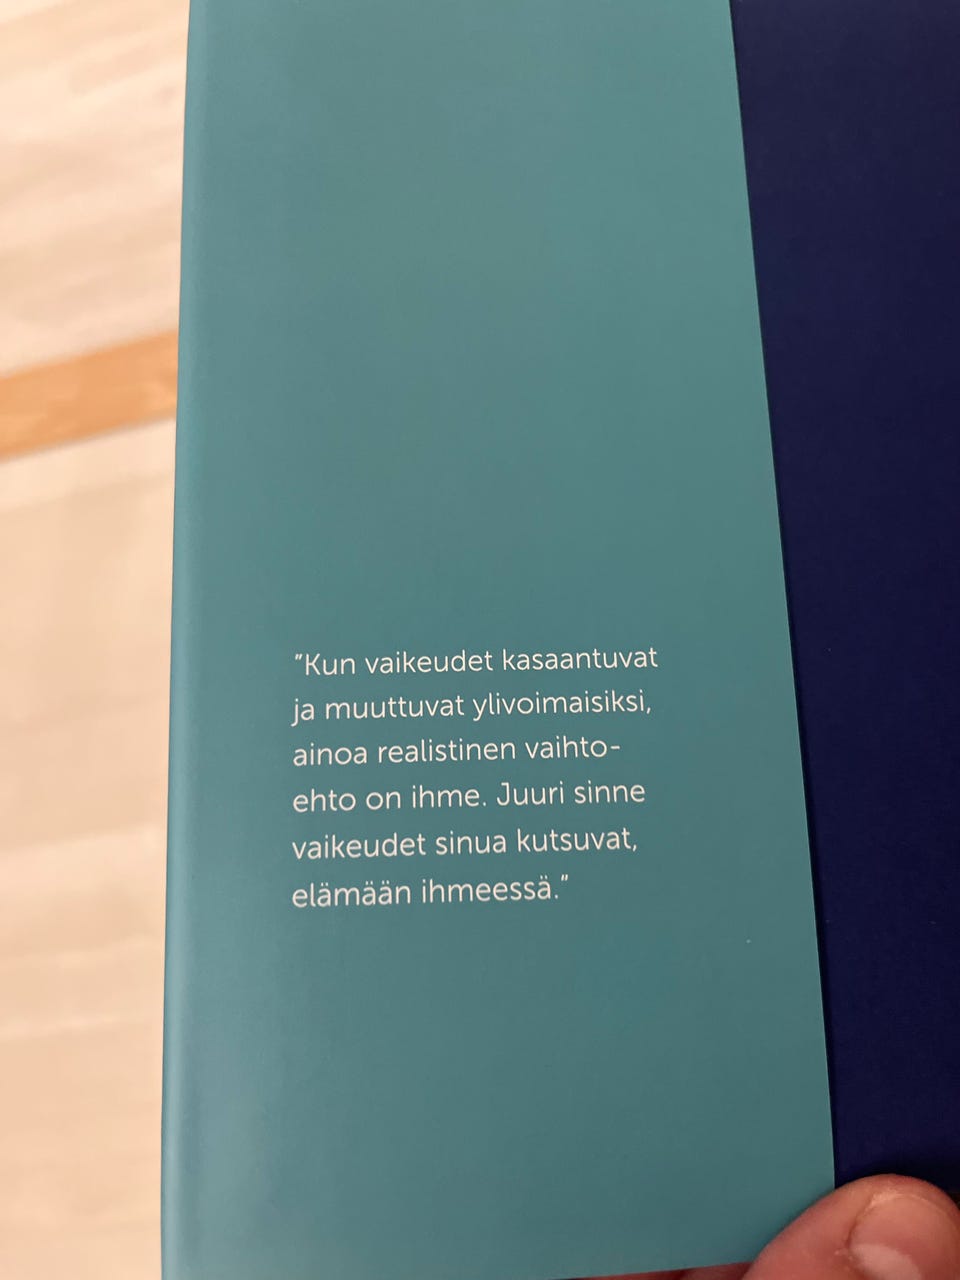 "Kun vaikeudet kasaantuvat
ja muuttuvat ylivoimaisiksi,
ainoa realistinen vaihto-
ehto on ihme. Juuri sinne
vaikeudet sinua kutsuvat,
elämään ihmeessä."